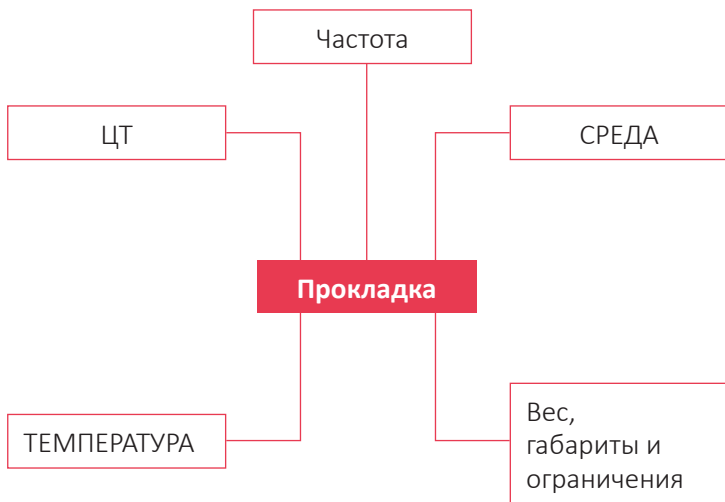 Частота
ЦТ
СРЕДА
Прокладка
ТЕМПЕРАТУРА
Вес,
габариты и
ограничения